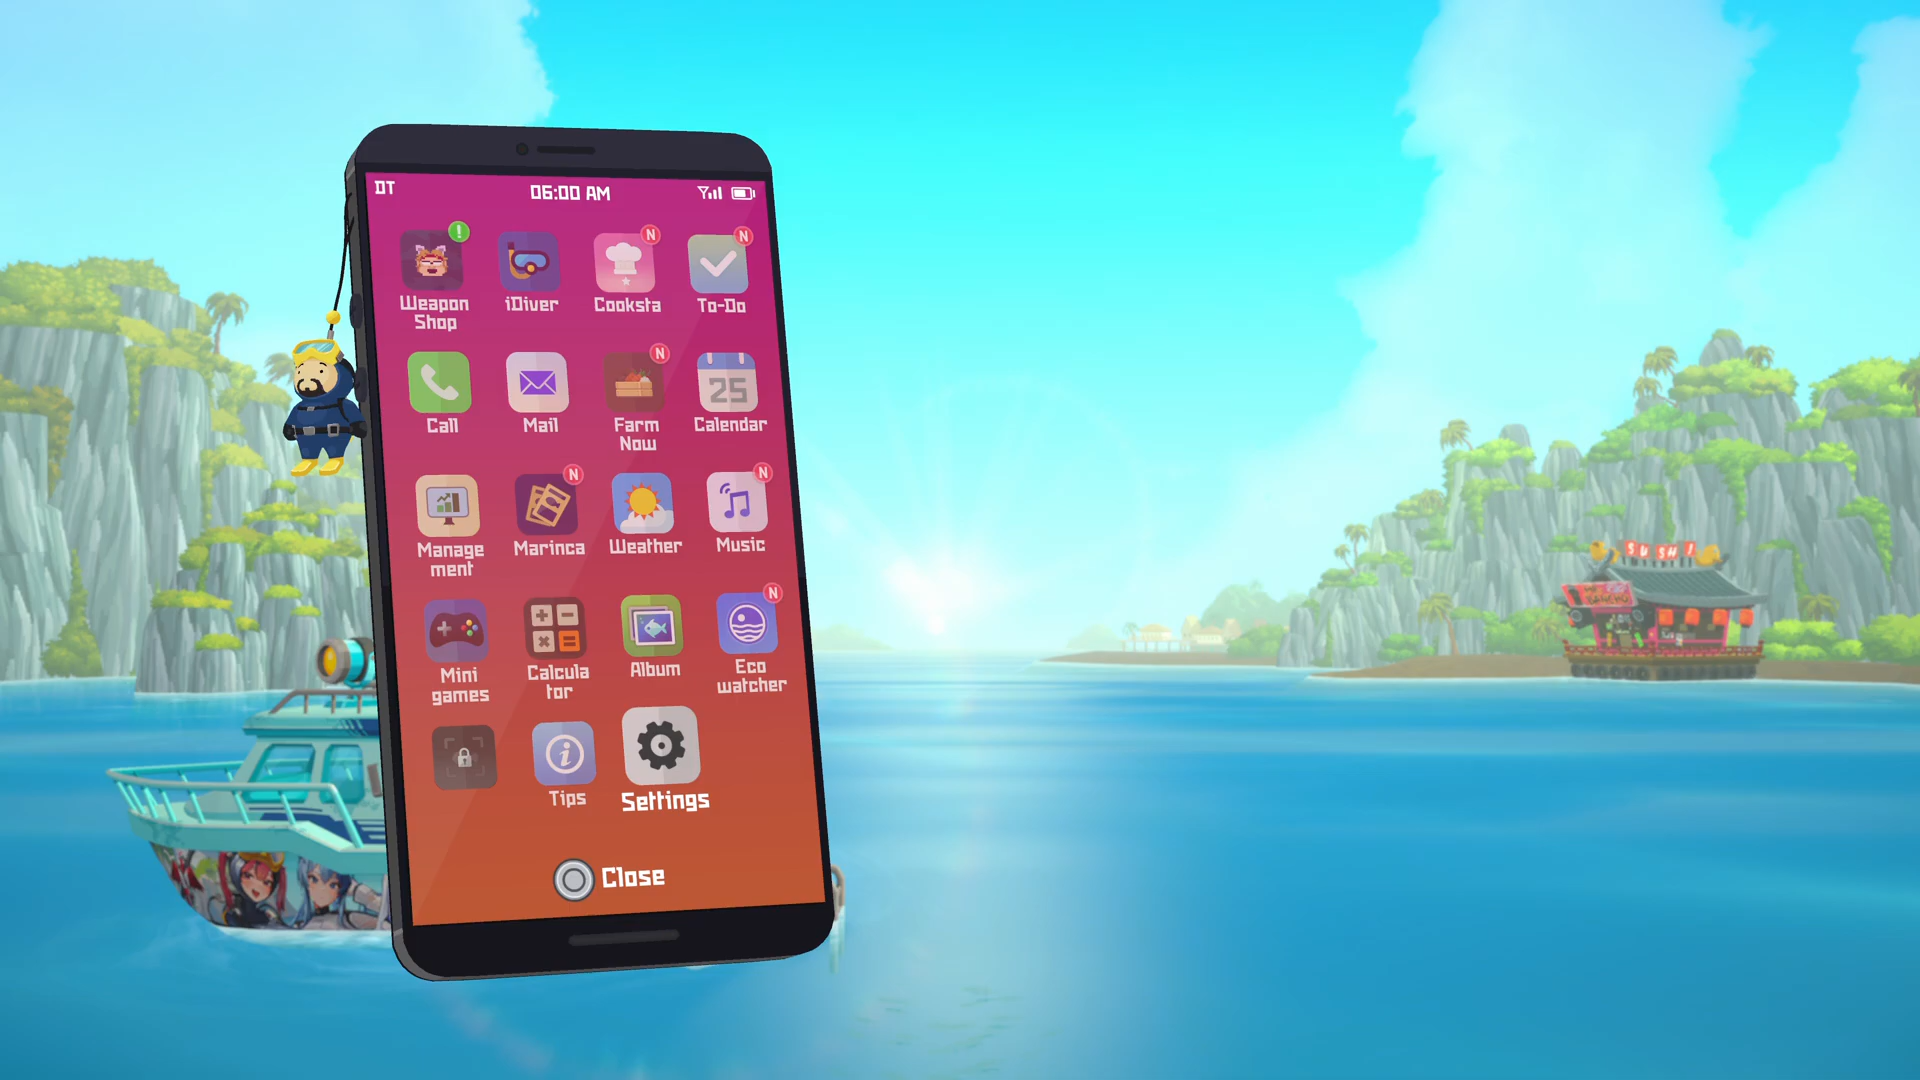 DT
06:00 AM
!
N
N
Weapon
Shop
iDiver
Cooksta
To-Do
N
25
Call
Mail
Farm
Now
Calendar
N
N
Manage
ment
Marinca
Weather
Music
N
Mini
games
Calcula
tor
Album
Eco
watcher
i
Tips
Settings
Close
SUSHI